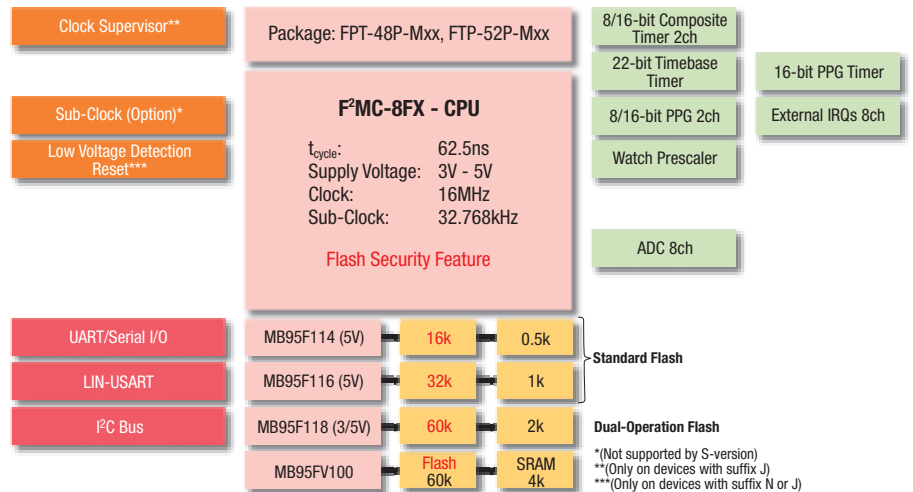 Clock Supervisor**
Package: FPT-48P-Mxx, FTP-52P-Mxx
8/16-bit Composite
Timer 2ch
22-bit Timebase
Timer
16-bit PPG Timer
Sub-Clock (Option)*
F²MC-8FX - CPU
8/16-bit PPG 2ch
External IRQs 8ch
Low Voltage Detection
Reset***
tcycle: 62.5ns
Supply Voltage: 3V - 5V
Clock: 16MHz
Sub-Clock: 32.768kHz
Flash Security Feature
Watch Prescaler
ADC 8ch
UART/Serial I/O
MB95F114 (5V) 16k 0.5k
Standard Flash
LIN-USART
MB95F116 (5V) 32k 1k
I²C Bus
MB95F118 (3/5V) 60k 2k
Dual-Operation Flash
MB95FV100
Flash
60k
SRAM
4k
*(Not supported by S-version)
**(Only on devices with suffix J)
***(Only on devices with suffix N or J)